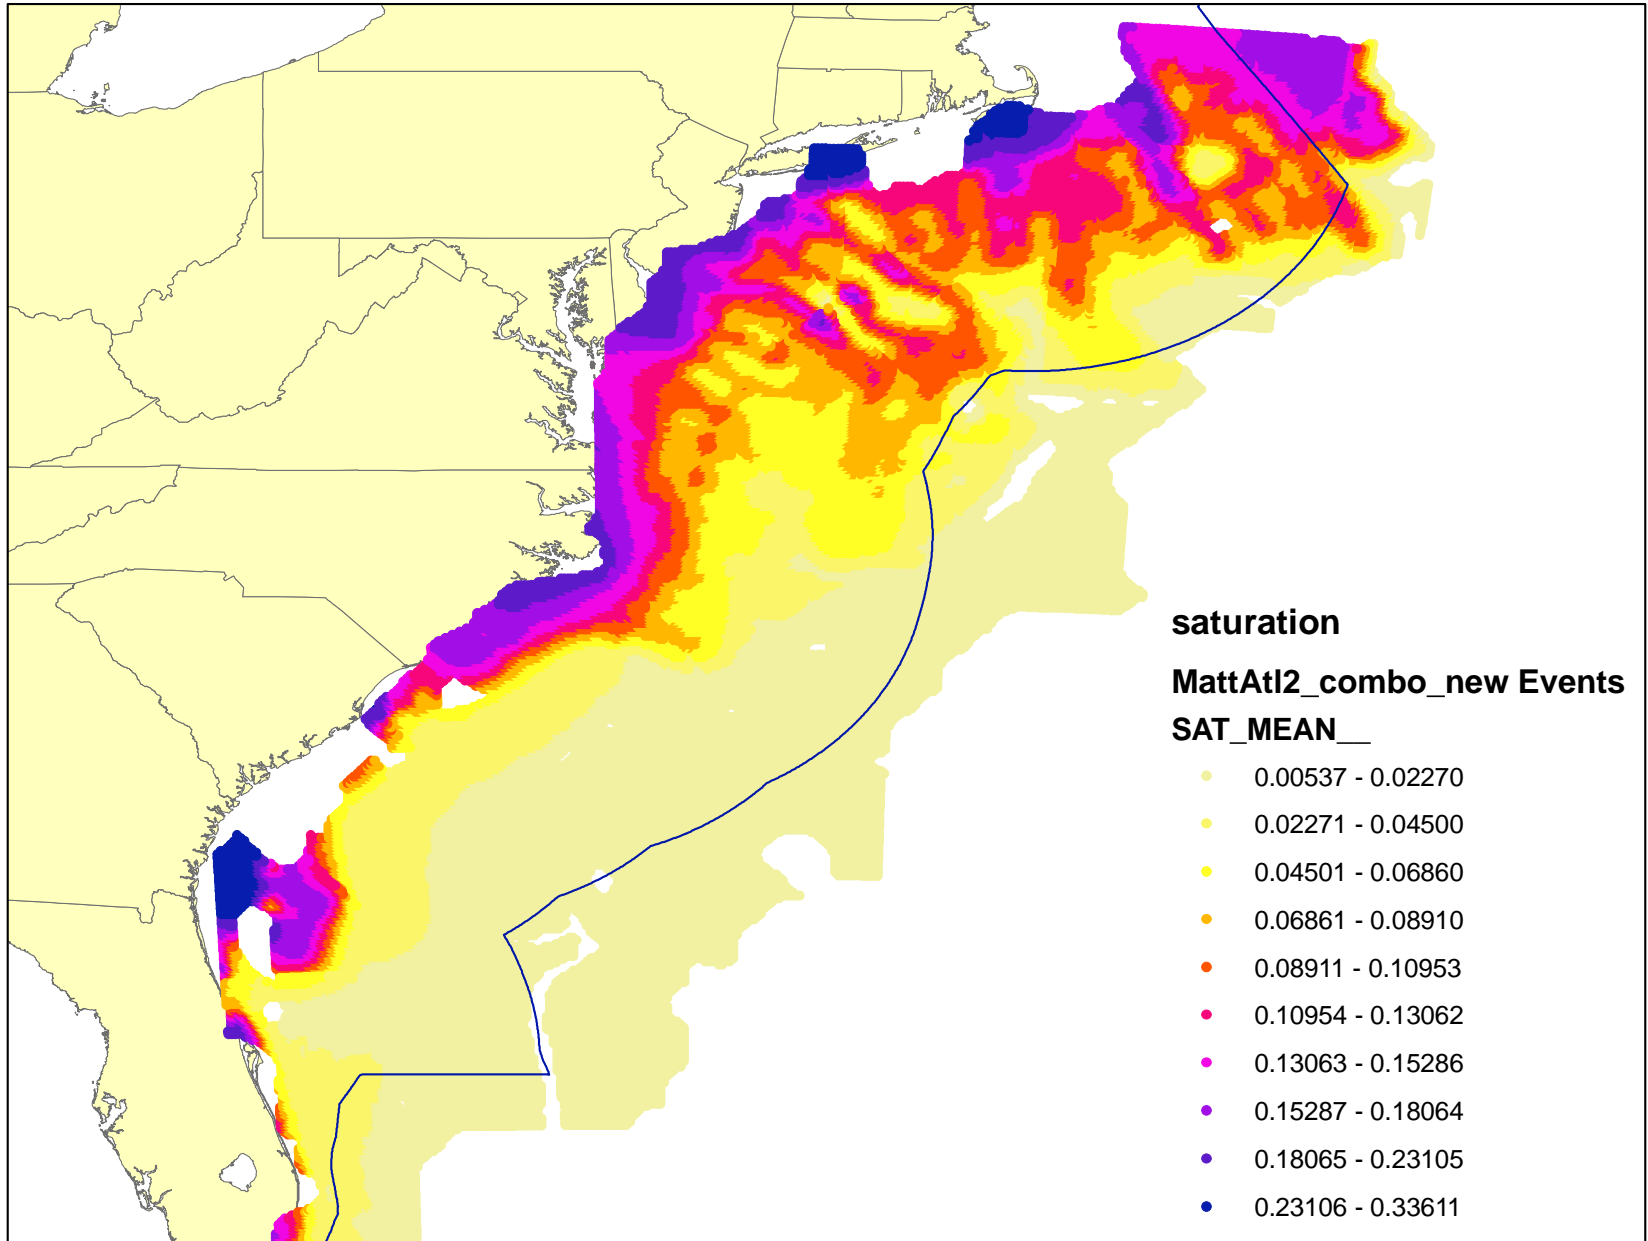 saturation
MattAtl2_combo_new Events
SAT_MEAN__
0.00537 - 0.02270
0.02271 - 0.04500
0.04501 - 0.06860
0.06861 - 0.08910
0.08911 - 0.10953
0.10954 - 0.13062
0.13063 - 0.15286
0.15287 - 0.18064
0.18065 - 0.23105
0.23106 - 0.33611